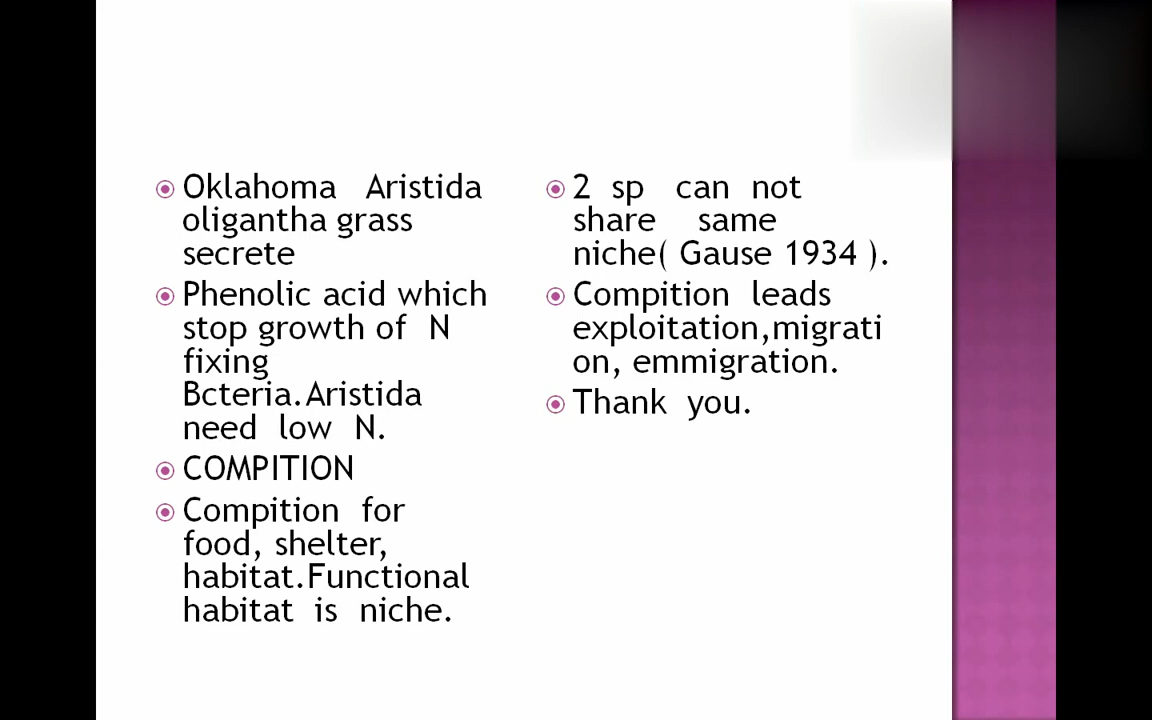 Oklahoma Aristida
oligantha grass
secrete
Phenolic acid which
stop growth of N
fixing
Bcteria.Aristida
need low N.
COMPITION
Compition for
food, shelter,
habitat.Functional
habitat is niche.
2 sp can not
share same
niche( Gause 1934 ).
Compition leads
exploitation,migrati
on, emmigration.
Thank you.